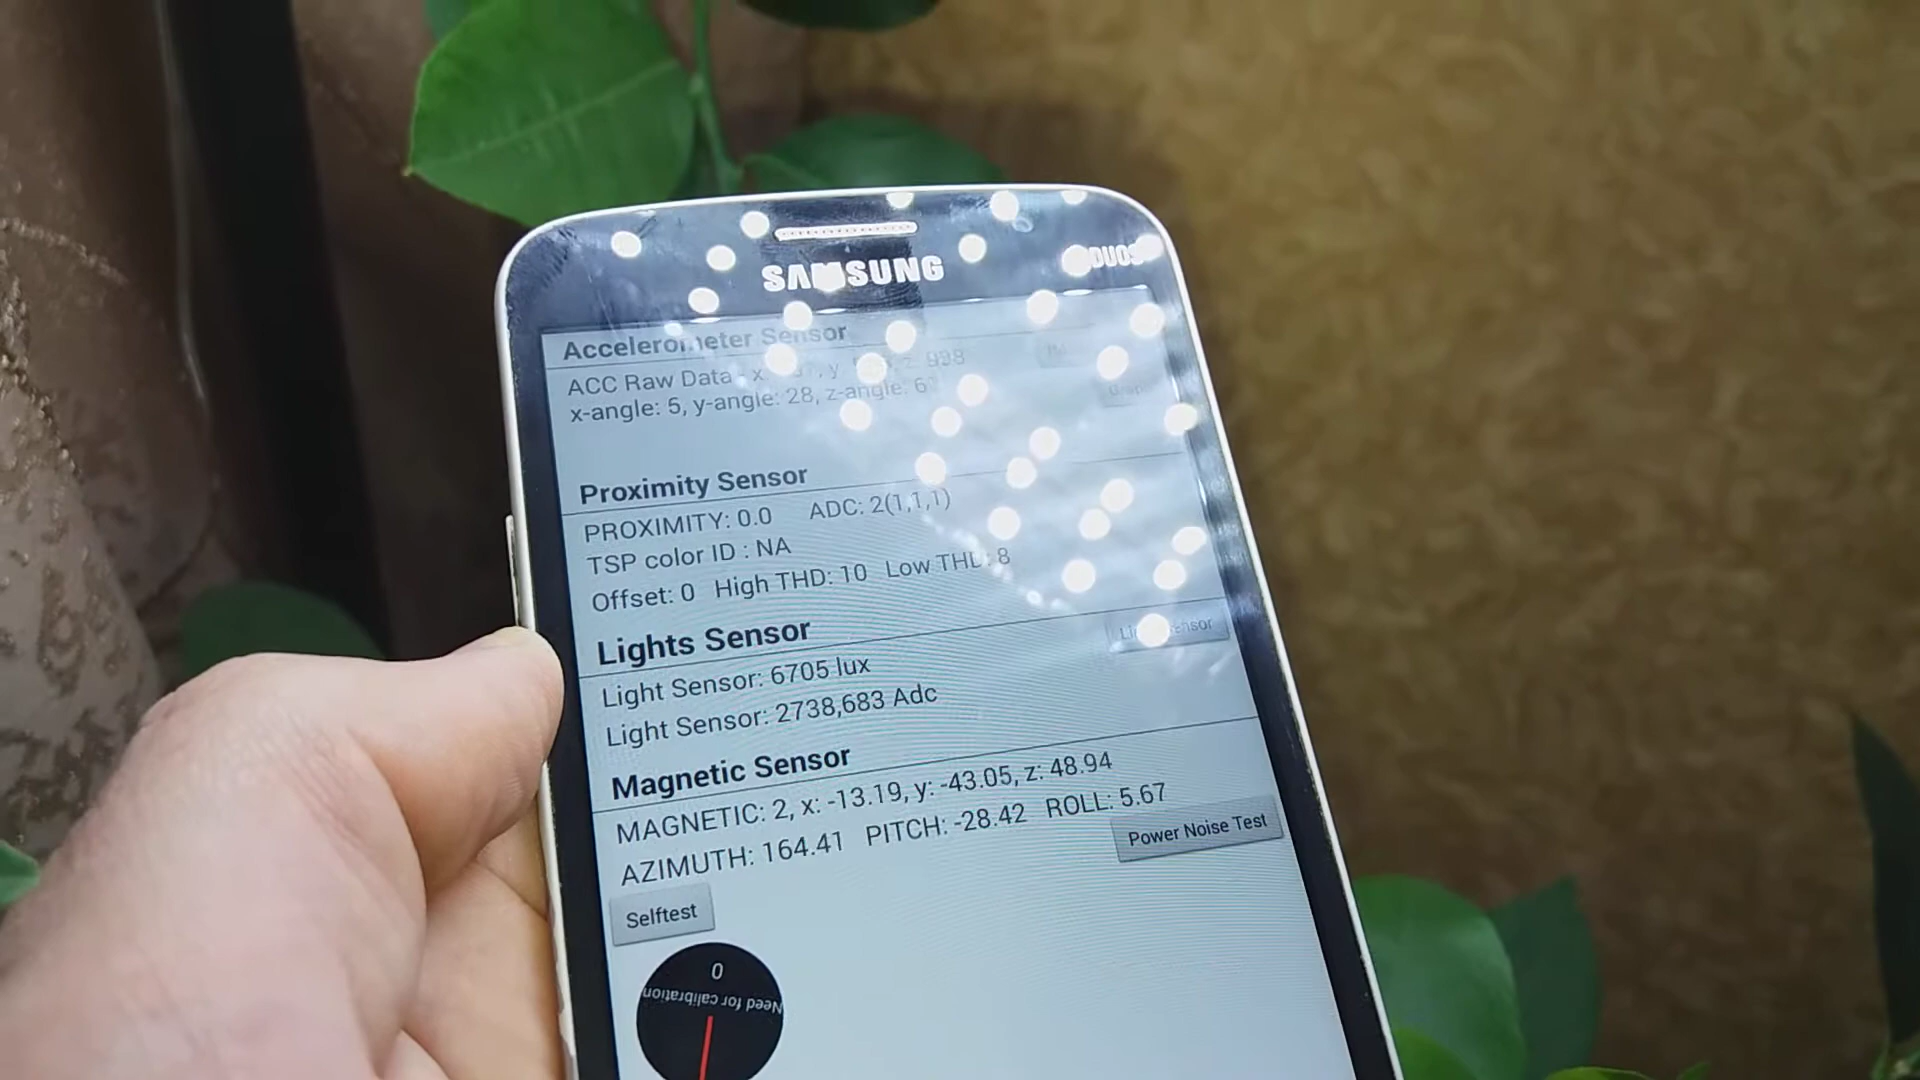 SAMSUNG
DUOS
Accelerometer Sensor
ACC Raw Data - x y z: 998
x-angle: 5, y-angle: 28, z-angle:
Proximity Sensor
PROXIMITY: 0.0 ADC: 2(1,1,1)
TSP color ID : NA
Offset: 0 High THD: 10 Low THD: 8
Lights Sensor
Light Sensor
Light Sensor: 6705 lux
Light Sensor: 2738,683 Adc
Magnetic Sensor
MAGNETIC: 2, x: -13.19, y: -43.05, z: 48.94
AZIMUTH: 164.41 PITCH: -28.42 ROLL: 5.67
Power Noise Test
Selftest
0
Need for calibration